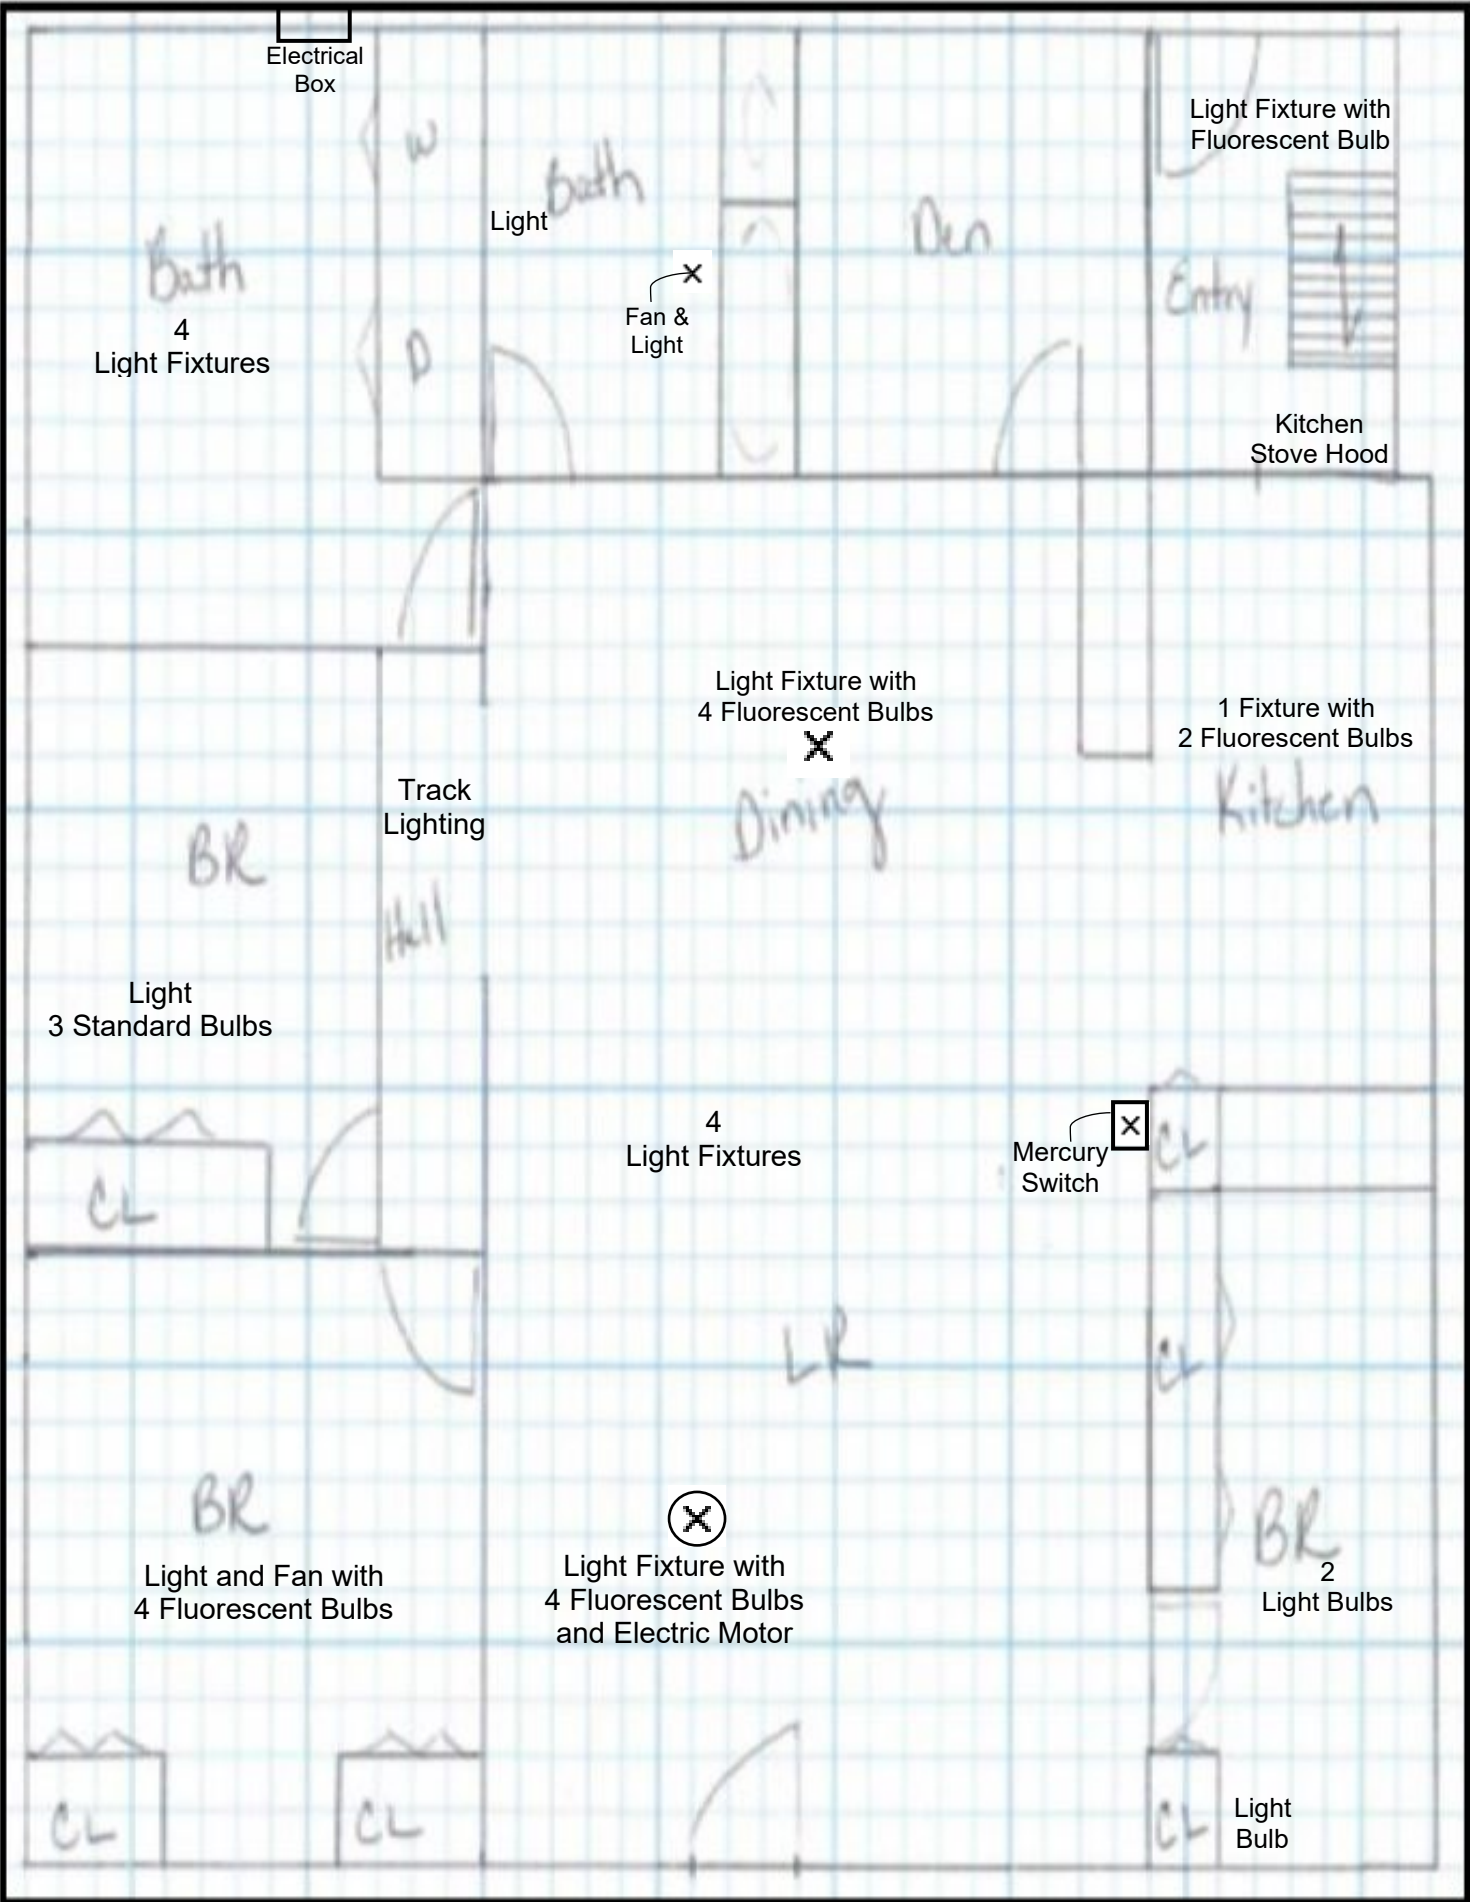 Electrical
Box
Light Fixture with
Fluorescent Bulb
W
Bath
Light
Den
Bath
Entry
4
Light Fixtures
Fan &
Light
D
Kitchen
Stove Hood
Light Fixture with
4 Fluorescent Bulbs
1 Fixture with
2 Fluorescent Bulbs
Track
Lighting
Dining
Kitchen
BR
Hall
Light
3 Standard Bulbs
4
Light Fixtures
Mercury
Switch
CL
CL
LR
CL
BR
BR
Light and Fan with
4 Fluorescent Bulbs
Light Fixture with
4 Fluorescent Bulbs
and Electric Motor
2
Light Bulbs
CL
CL
CL
Light
Bulb